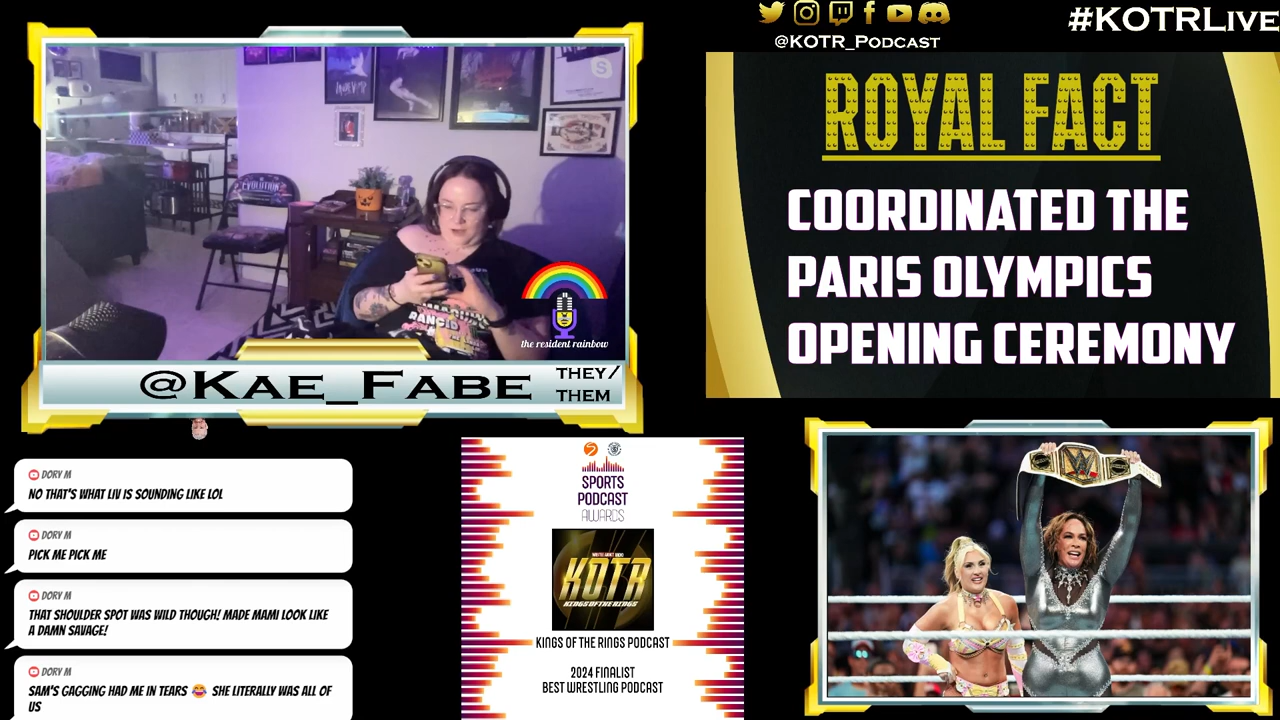 @KOTR_Podcast
#KOTRLive
ROYAL FACT
COORDINATED THE
PARIS OLYMPICS
OPENING CEREMONY
EVOLUTION
RANCID
the resident rainbow
@Kae_Fabe
THEY/
THEM
DORY M
NO THAT'S WHAT LIV IS SOUNDING LIKE LOL
DORY M
PICK ME PICK ME
DORY M
THAT SHOULDER SPOT WAS WILD THOUGH! MADE MAMI LOOK LIKE
A DAMN SAVAGE!
DORY M
SAM'S GAGGING HAD ME IN TEARS 😂 SHE LITERALLY WAS ALL OF
US
SPORTS
PODCAST
AWARDS
KOTR
KINGS OF THE RINGS
KINGS OF THE RINGS PODCAST
2024 FINALIST
BEST WRESTLING PODCAST